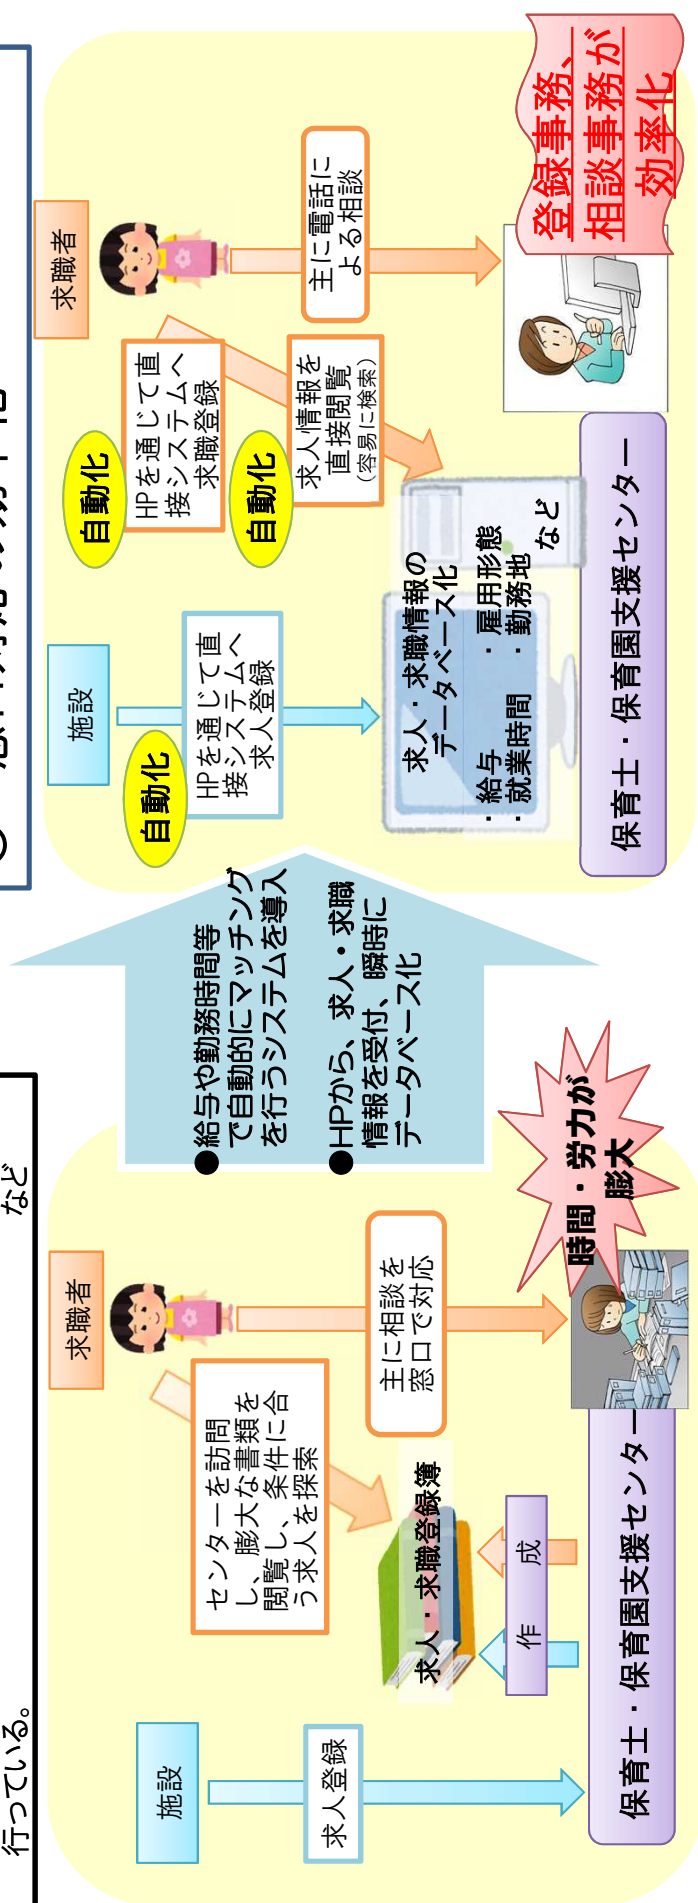 行っている。
など
施設
求人登録
求職者
センターを訪問
し、膨大な書類を
閲覧し、条件に合
う求人を探索
主に相談を
窓口で対応
求人・求職登録簿
作　成
時間・労力が
膨大
保育士・保育園支援センター
●給与や勤務時間等
で自動的にマッチング
を行うシステムを導入
●HPから、求人・求職
情報を受付、瞬時に
データベース化
施設
自動化
HPを通じて直
接システムへ
求人登録
求職者
自動化
HPを通じて直
接システムへ
求職登録
自動化
求人情報を
直接閲覧
（容易に検索）
主に電話に
よる相談
求人・求職情報の
データベース化
・給与　・雇用形態
・就業時間　・勤務地
など
登録事務、
相談事務が
効率化
保育士・保育園支援センター